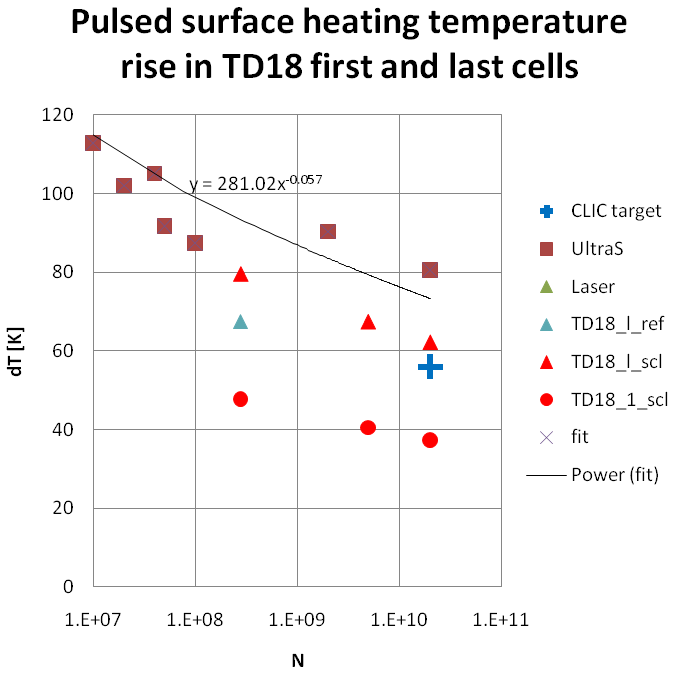 Pulsed surface heating temperature
rise in TD18 first and last cells
120
100
80
60
40
20
0
dT [K]
y = 281.02x^-0.057
1.E+07
1.E+08
1.E+09
1.E+10
1.E+11
N
CLIC target
UltraS
Laser
TD18_l_ref
TD18_l_scl
TD18_1_scl
fit
Power (fit)